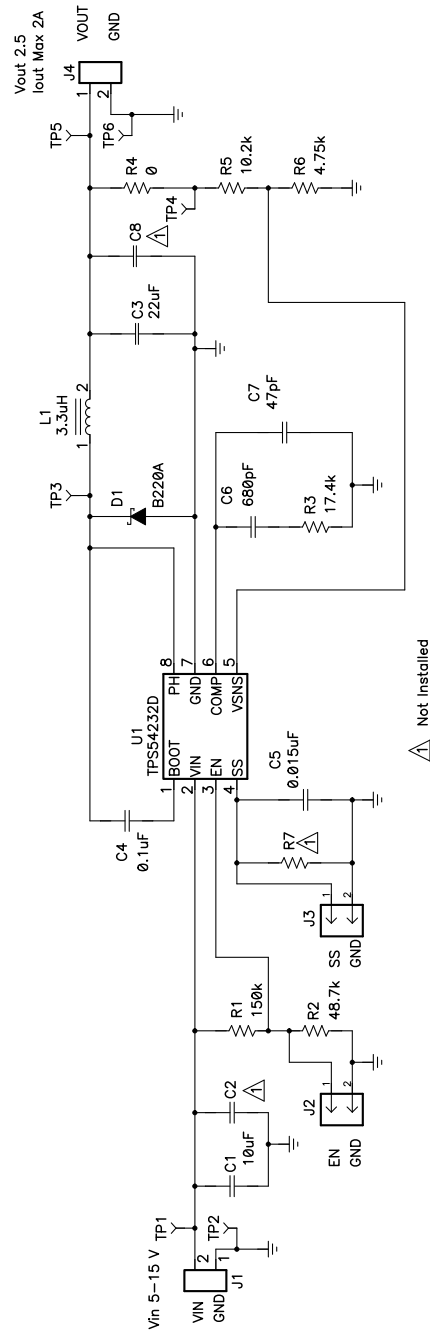 Vin 5-15 V
VIN
GND
J1
2
1
TP1
TP2
C1
10uF
C2
1
EN
GND
J2
1
2
R1
150k
R2
48.7k
SS
GND
J3
1
2
R7
1
C5
0.015uF
C4
0.1uF
U1
TPS54232D
1
BOOT
2
VIN
3
EN
4
SS
PH
8
GND
7
COMP
6
VSNS
5
TP3
D1
B220A
L1
3.3uH
1
2
C6
680pF
R3
17.4k
C7
47pF
C3
22uF
C8
1
R4
0
TP4
R5
10.2k
R6
4.75k
TP5
TP6
Vout 2.5
Iout Max 2A
J4
1
2
VOUT
GND
1
Not Installed